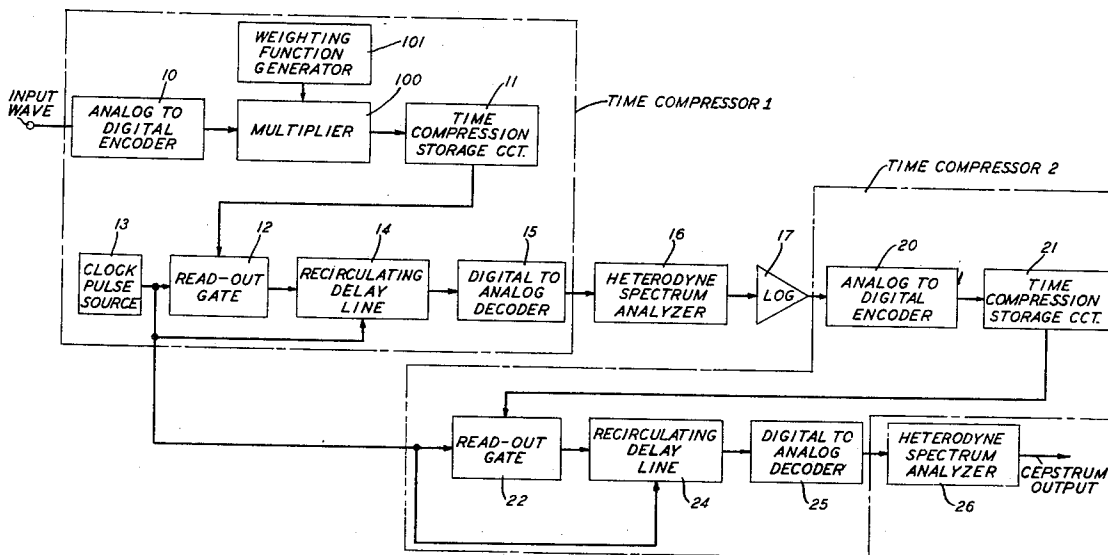 WEIGHTING
FUNCTION
GENERATOR
101
10
100
11
INPUT
WAVE
ANALOG TO
DIGITAL
ENCODER
MULTIPLIER
TIME
COMPRESSION
STORAGE CCT.
TIME COMPRESSOR 1
TIME COMPRESSOR 2
13
12
14
15
16
17
20
21
CLOCK
PULSE
SOURCE
READ-OUT
GATE
RECIRCULATING
DELAY
LINE
DIGITAL TO
ANALOG
DECODER
HETERODYNE
SPECTRUM
ANALYZER
LOG
ANALOG TO
DIGITAL
ENCODER
TIME
COMPRESSION
STORAGE CCT.
READ-OUT
GATE
RECIRCULATING
DELAY
LINE
DIGITAL TO
ANALOG
DECODER
HETERODYNE
SPECTRUM
ANALYZER
CEPSTRUM
OUTPUT
22
24
25
26